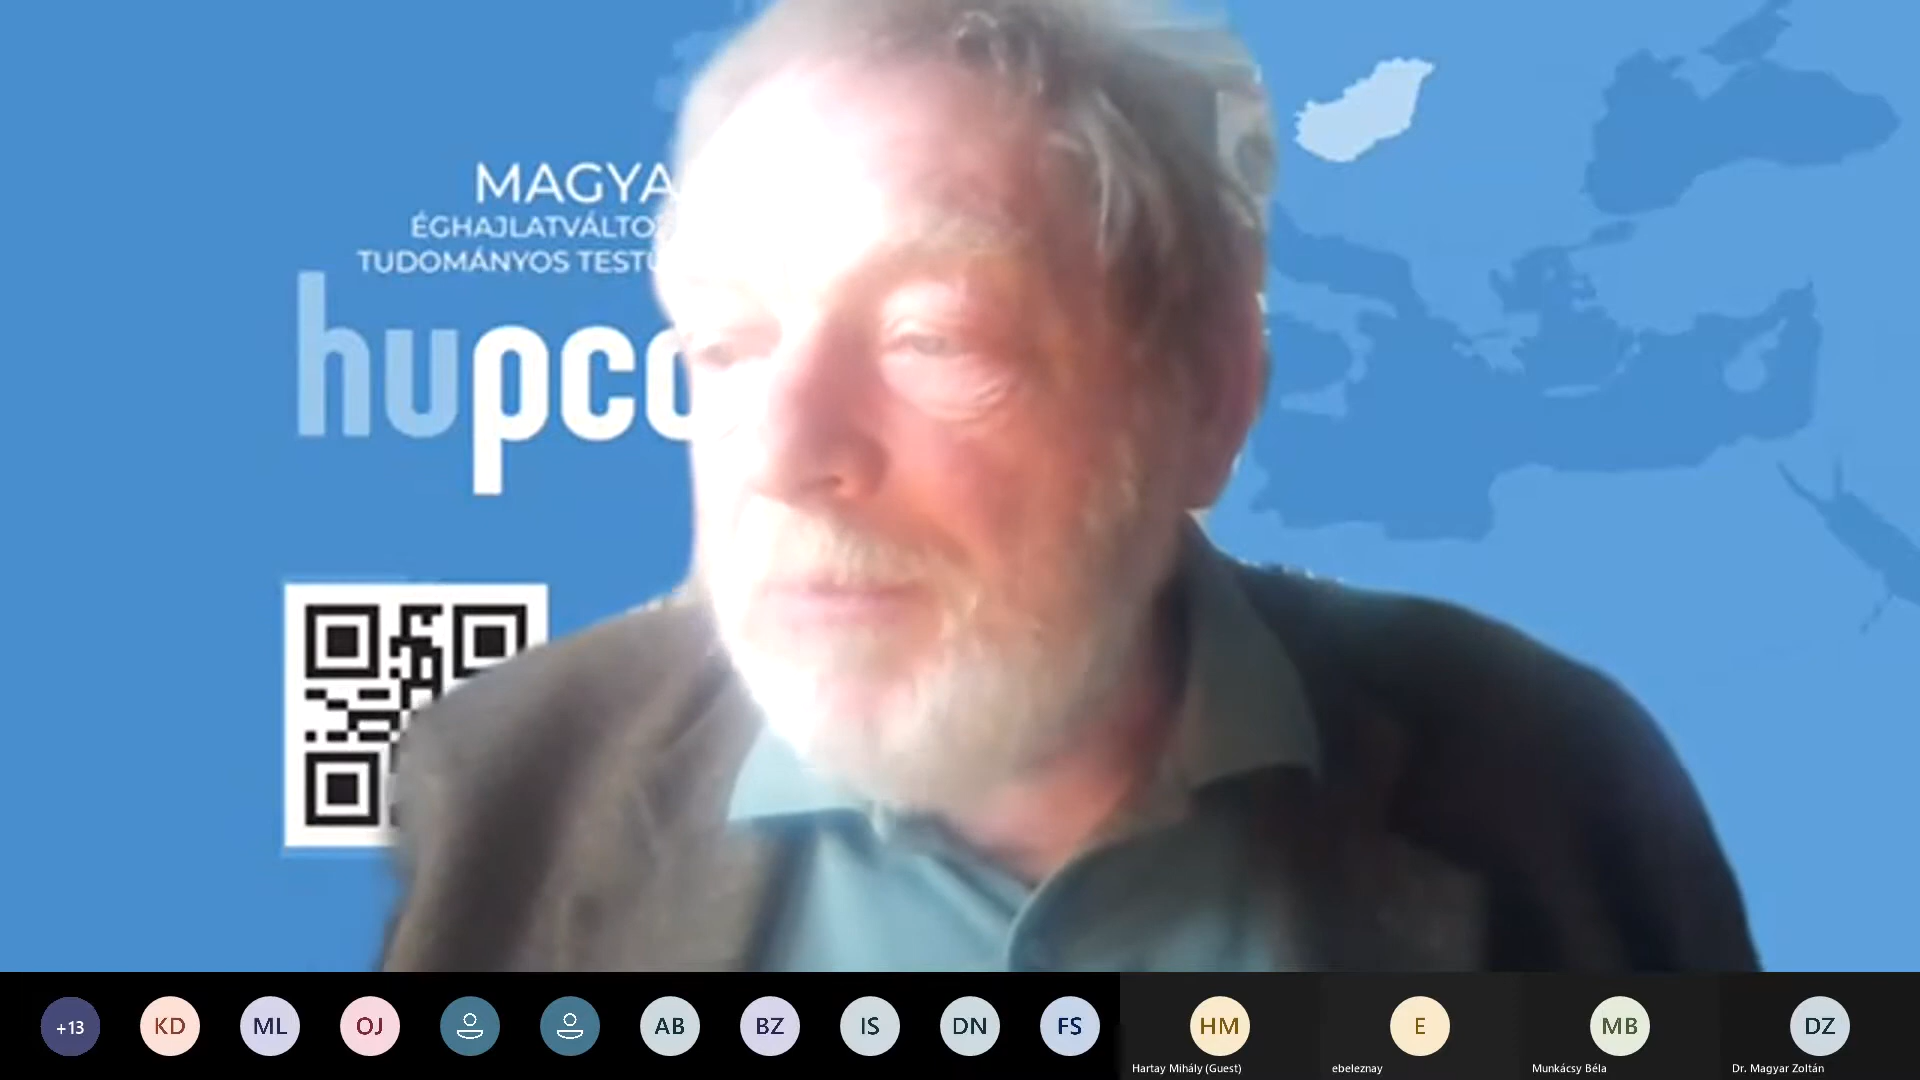 MAGYA
ÉGHAJLATVÁLTO
TUDOMÁNYOS TESTÜ
hupcc
+13
KD
ML
OJ
AB
BZ
IS
DN
FS
HM
E
MB
DZ
Hartay Mihály (Guest)
ebeleznay
Munkácsy Béla
Dr. Magyar Zoltán